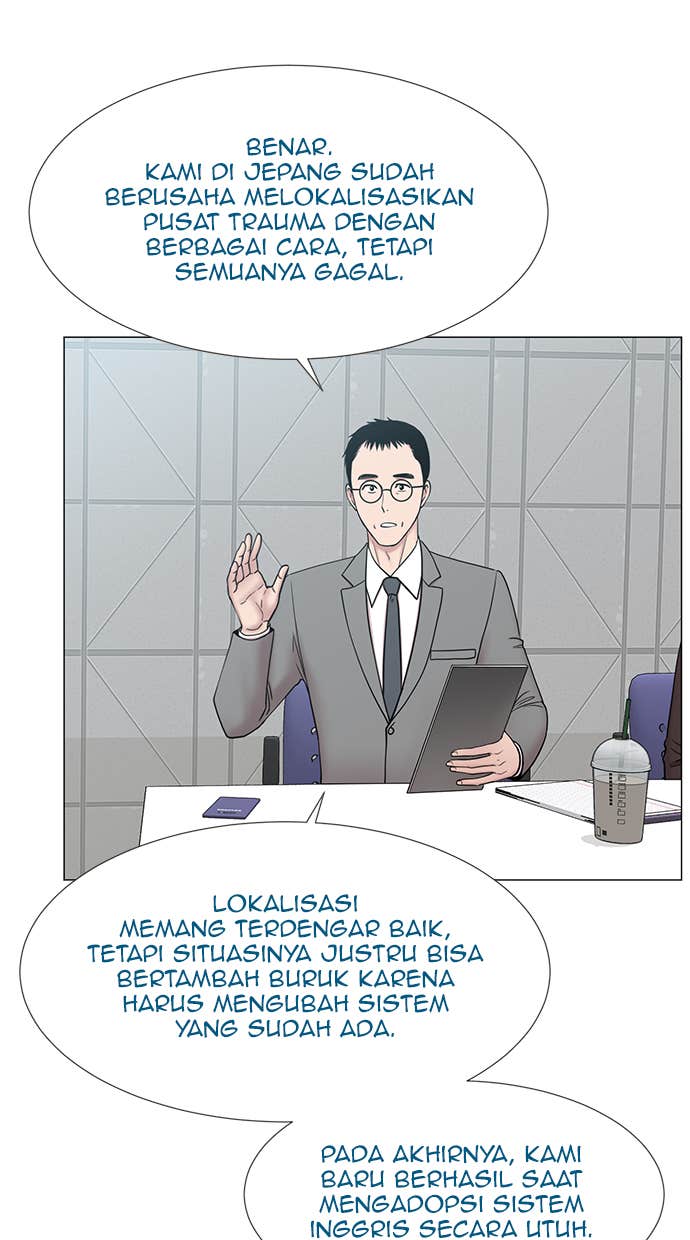 BENAR.
KAMI DI JEPANG SUDAH
BERUSAHA MELOKALISASIKAN
PUSAT TRAUMA DENGAN
BERBAGAI CARA, TETAPI
SEMUANYA GAGAL.
LOKALISASI
MEMANG TERDENGAR BAIK,
TETAPI SITUASINYA JUSTRU BISA
BERTAMBAH BURUK KARENA
HARUS MENGUBAH SISTEM
YANG SUDAH ADA.
PADA AKHIRNYA, KAMI
BARU BERHASIL SAAT
MENGADOPSI SISTEM
INGGRIS SECARA UTUH.